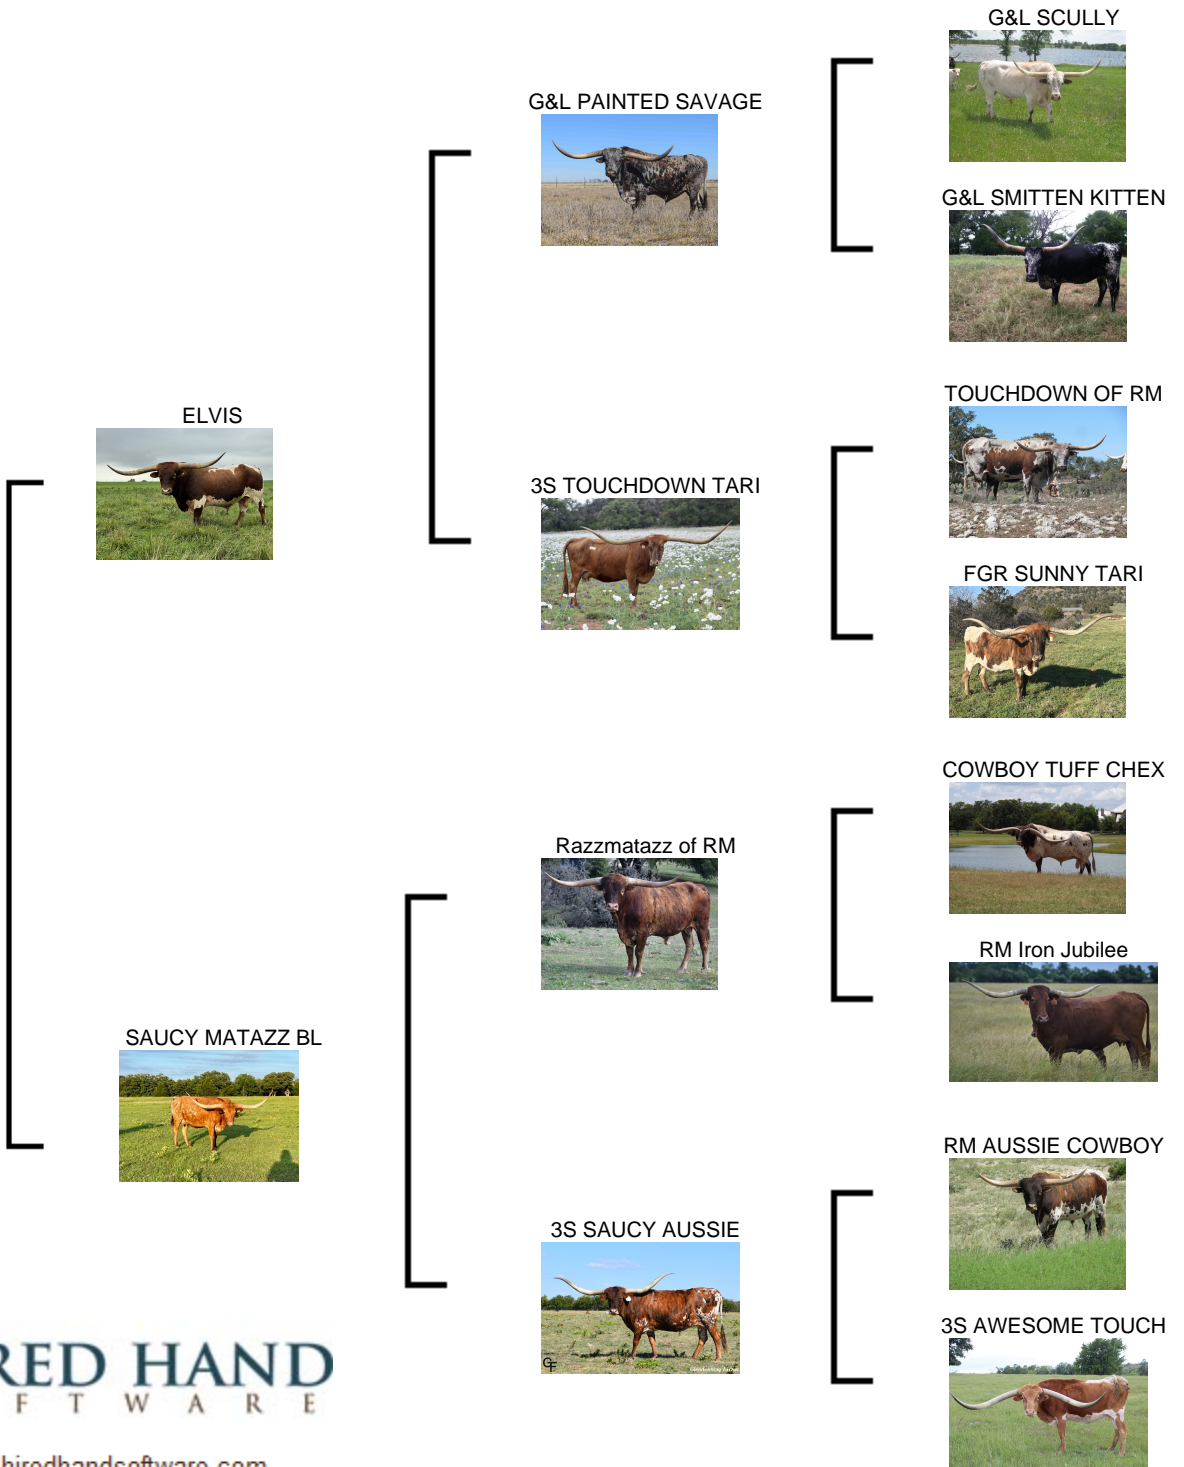 G&L SCULLY
G&L PAINTED SAVAGE
G&L SMITTEN KITTEN
ELVIS
TOUCHDOWN OF RM
3S TOUCHDOWN TARI
FGR SUNNY TARI
COWBOY TUFF CHEX
Razzmatazz of RM
RM Iron Jubilee
SAUCY MATAZZ BL
RM AUSSIE COWBOY
3S SAUCY AUSSIE
3S AWESOME TOUCH
RED HAND
F T W A R E
hiredhandsoftware.com